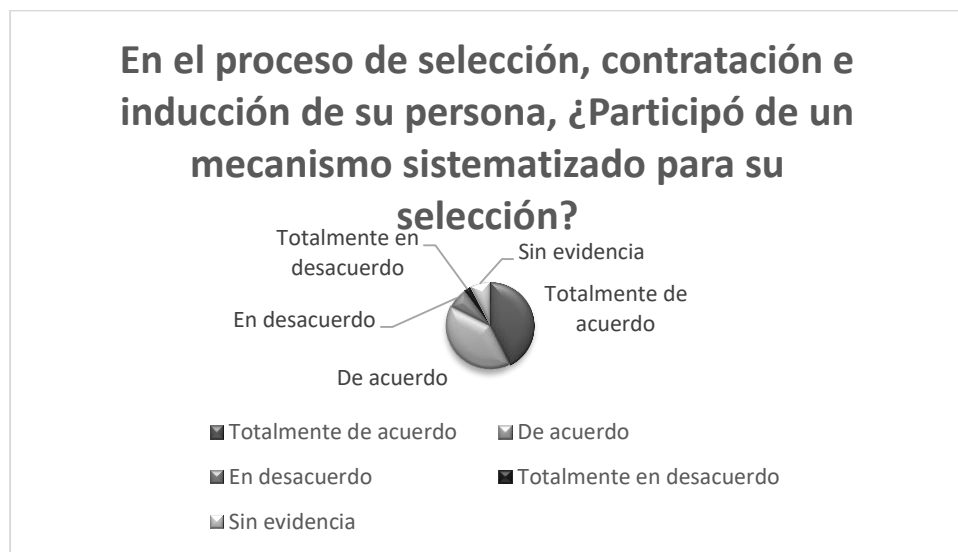 En el proceso de selección, contratación e
inducción de su persona, ¿Participó de un
mecanismo sistematizado para su
selección?
Totalmente en
desacuerdo
Sin evidencia
Totalmente de
acuerdo
En desacuerdo
De acuerdo
Totalmente de acuerdo
De acuerdo
En desacuerdo
Totalmente en desacuerdo
Sin evidencia